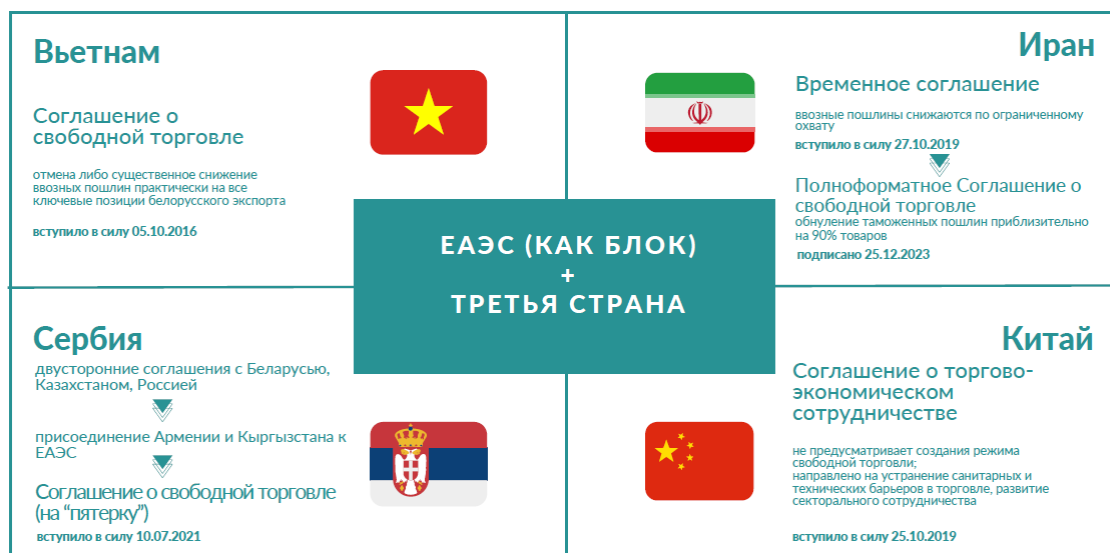 Вьетнам
Соглашение о
свободной торговле
отмена либо существенное снижение
ввозных пошлин практически на все
ключевые позиции белорусского экспорта
вступило в силу 05.10.2016
Иран
Временное соглашение
ввозные пошлины снижаются по ограниченному
охвату
вступило в силу 27.10.2019
Полноформатное Соглашение о
свободной торговле
обнуление таможенных пошлин приблизительно
на 90% товаров
подписано 25.12.2023
ЕАЭС (КАК БЛОК)
+
ТРЕТЬЯ СТРАНА
Сербия
двусторонние соглашения с Беларусью,
Казахстаном, Россией
присоединение Армении и Кыргызстана к
ЕАЭС
Соглашение о свободной торговле
(на “пятерку”)
вступило в силу 10.07.2021
Китай
Соглашение о торгово-
экономическом
сотрудничестве
не предусматривает создания режима
свободной торговли;
направлено на устранение санитарных и
технических барьеров в торговле, развитие
секторального сотрудничества
вступило в силу 25.10.2019